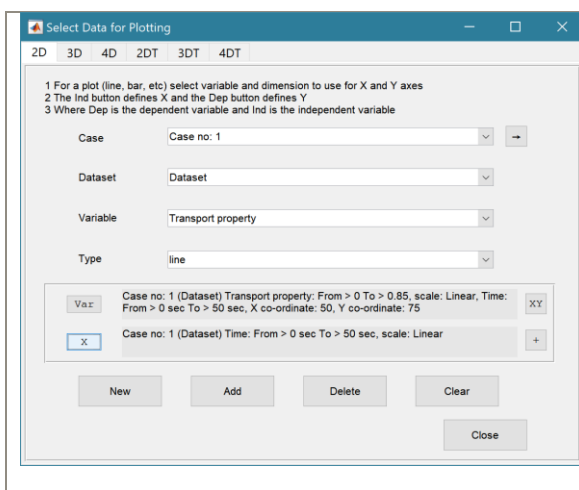 Select Data for Plotting
2D 3D 4D 2DT 3DT 4DT
1 For a plot (line, bar, etc) select variable and dimension to use for X and Y axes
2 The Ind button defines X and the Dep button defines Y
3 Where Dep is the dependent variable and Ind is the independent variable
Case Case no: 1 →
Dataset Dataset
Variable Transport property
Type line
Var Case no: 1 (Dataset) Transport property: From > 0 To > 0.85, scale: Linear, Time: XY
From > 0 sec To > 50 sec, X co-ordinate: 50, Y co-ordinate: 75
X Case no: 1 (Dataset) Time: From > 0 sec To > 50 sec, scale: Linear +
New Add Delete Clear
Close